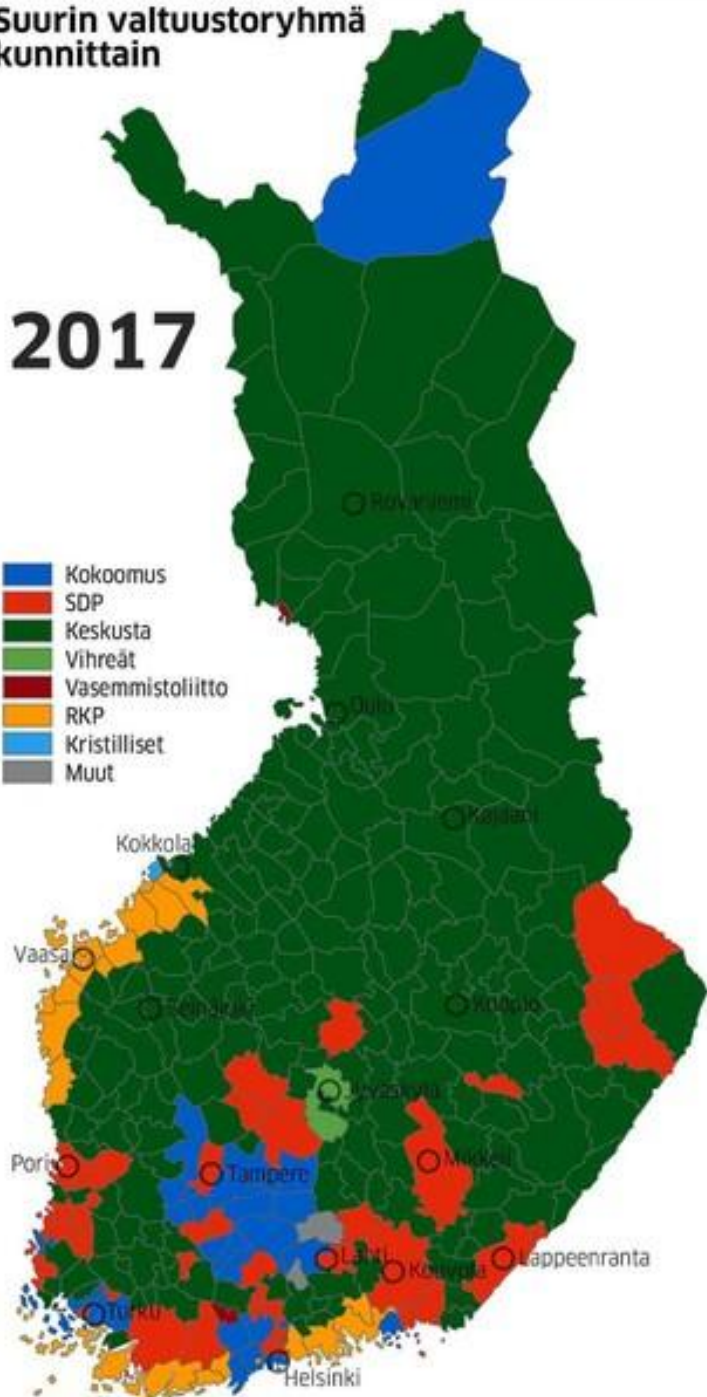 Suurin valtuustoryhmä
kunnittain
2017
Rovaniemi
Kokoomus
SDP
Keskusta
Vihreät
Vasemmistoliitto
RKP
Kristilliset
Muut
Oulu
Kajaani
Kokkola
Vaasa
Seinäjoki
Kuopio
Jyväskylä
Pori
Tampere
Mikkeli
Lahti
Kouvola
Lappeenranta
Turku
Helsinki